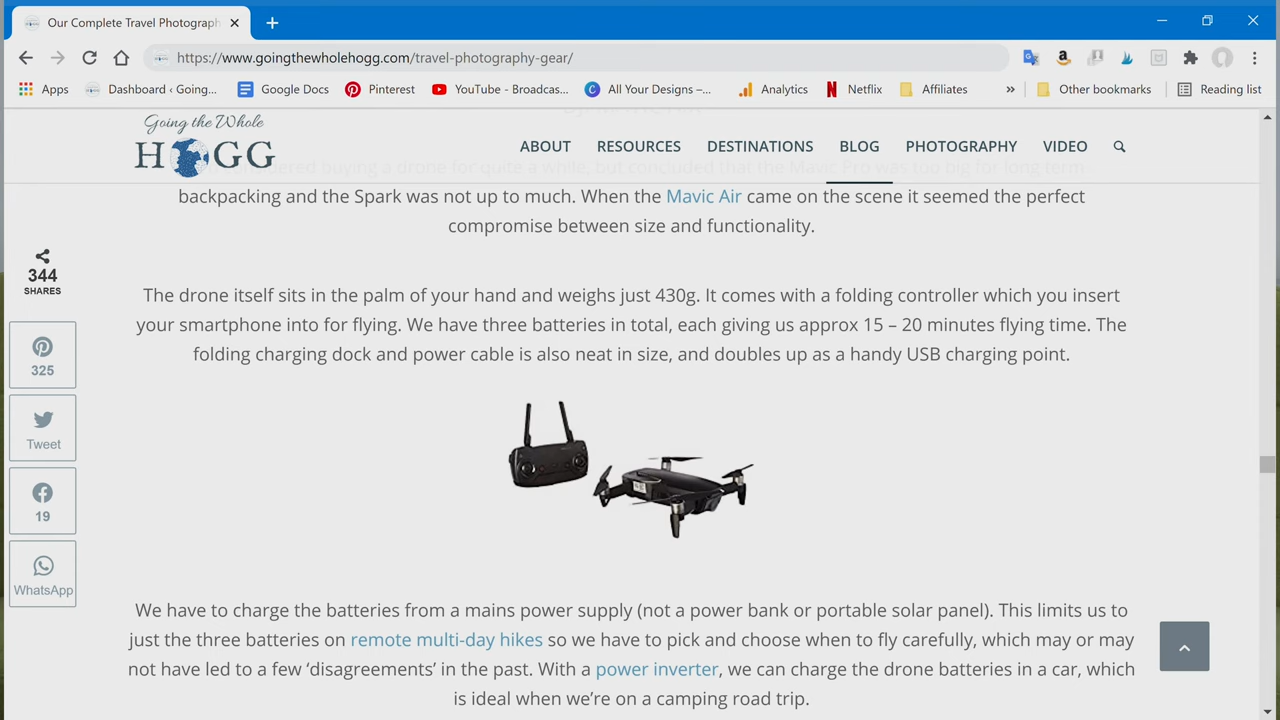 Our Complete Travel Photograph
https://www.goingthewholehogg.com/travel-photography-gear/
Apps
Dashboard ‹ Going...
Google Docs
Pinterest
YouTube - Broadcas...
All Your Designs –...
Analytics
Netflix
Affiliates
»
Other bookmarks
Reading list
Going the Whole
HOGG
ABOUT
RESOURCES
DESTINATIONS
BLOG
PHOTOGRAPHY
VIDEO
considered buying a drone for quite a while, but concluded that the Mavic Pro was too big for long term
backpacking and the Spark was not up to much. When the Mavic Air came on the scene it seemed the perfect
compromise between size and functionality.
344
SHARES
325
Tweet
19
WhatsApp
The drone itself sits in the palm of your hand and weighs just 430g. It comes with a folding controller which you insert
your smartphone into for flying. We have three batteries in total, each giving us approx 15 – 20 minutes flying time. The
folding charging dock and power cable is also neat in size, and doubles up as a handy USB charging point.
We have to charge the batteries from a mains power supply (not a power bank or portable solar panel). This limits us to
just the three batteries on remote multi-day hikes so we have to pick and choose when to fly carefully, which may or may
not have led to a few ‘disagreements’ in the past. With a power inverter, we can charge the drone batteries in a car, which
is ideal when we’re on a camping road trip.